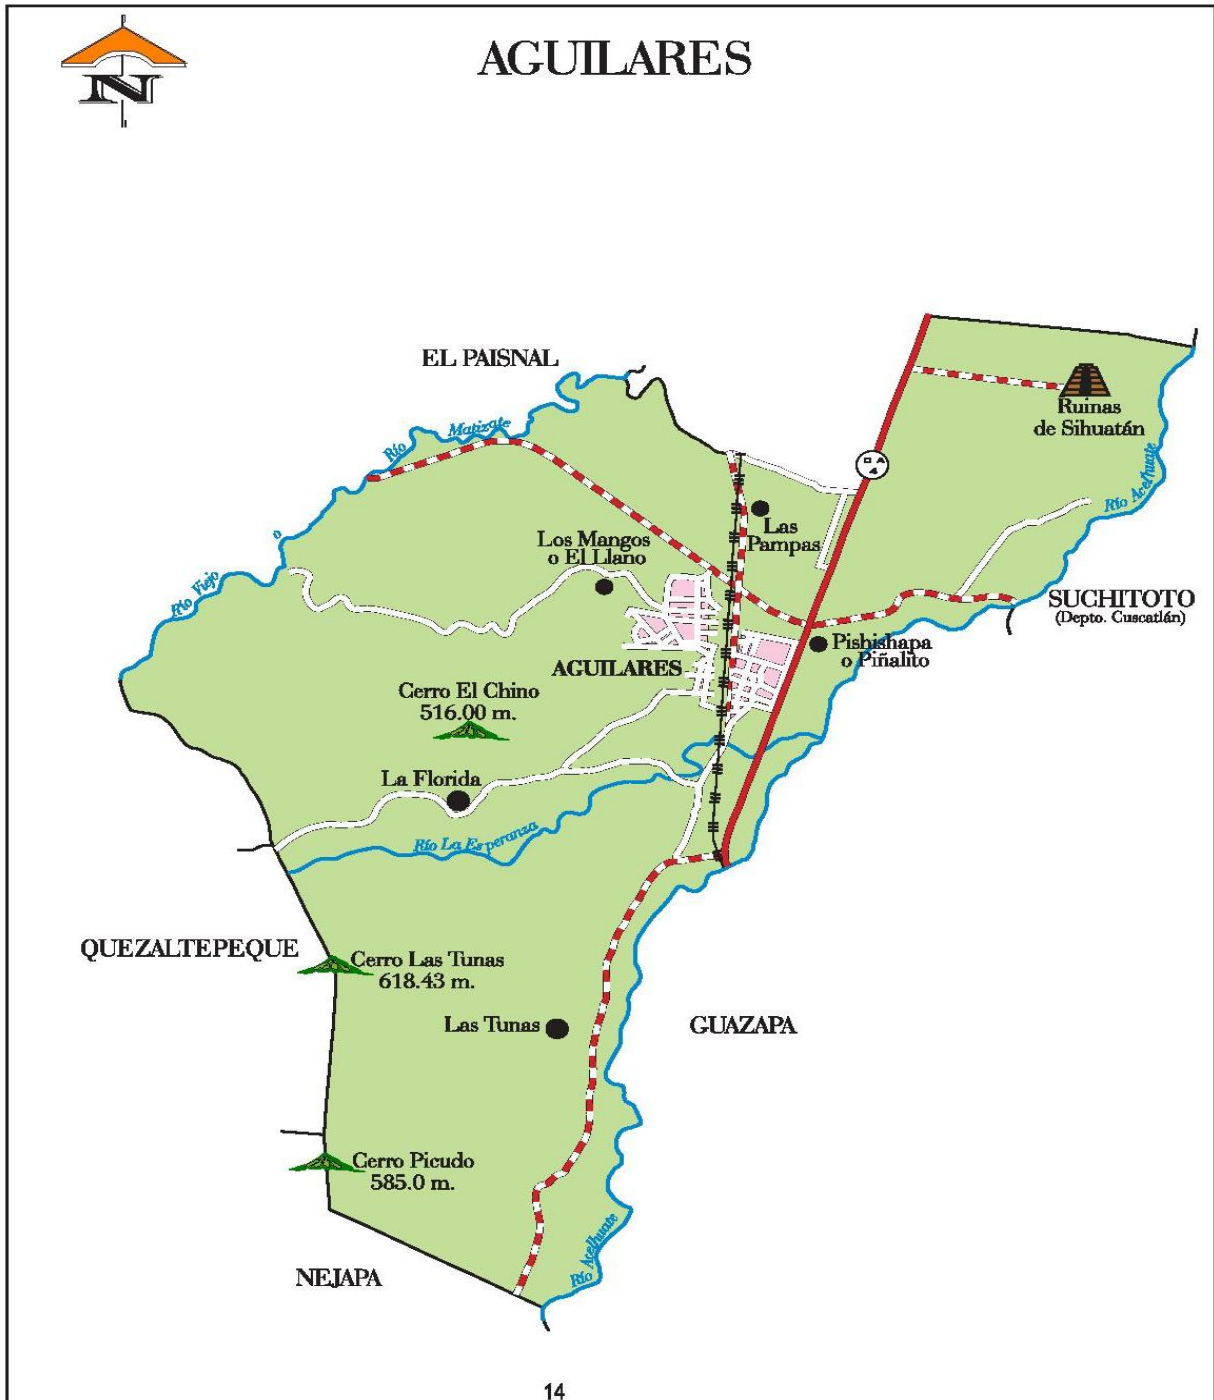 AGUILARES
N
EL PAISNAL
Río Matizate
Ruinas
de Sihuatán
4
Río Acelhuate
Las
Pampas
Los Mangos
o El Llano
Río Viejo
SUCHITOTO
(Depto. Cuscatlán)
Pishishapa
o Piñalito
AGUILARES
Cerro El Chino
516.00 m.
La Florida
Río La Esperanza
QUEZALTEPEQUE
Cerro Las Tunas
618.43 m.
Las Tunas
GUAZAPA
Cerro Picudo
585.0 m.
Río Acelhuate
NEJAPA
14